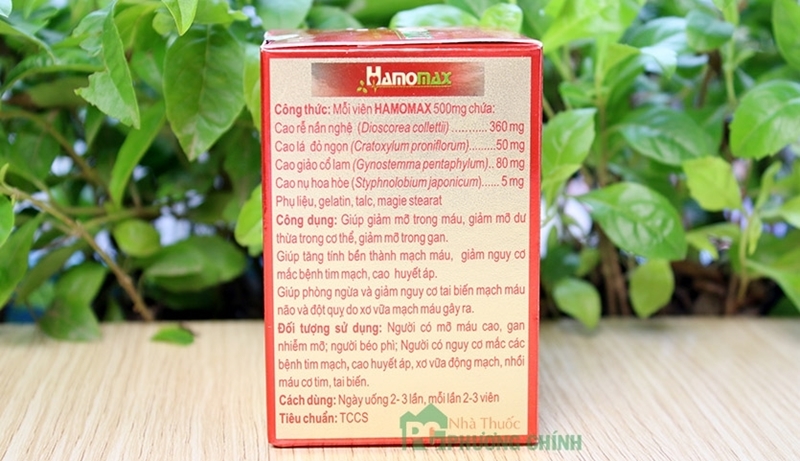 HAMOMAX
Công thức: Mỗi viên HAMOMAX 500mg chứa:
Cao rễ nần nghệ (Dioscorea collettii) ........... 360 mg
Cao lá đỏ ngọn (Cratoxylum proniflorum)........50 mg
Cao giảo cổ lam (Gynostemma pentaphylum).. 80 mg
Cao nụ hoa hòe (Styphnolobium japonicum)...... 5 mg
Phụ liệu, gelatin, talc, magie stearat
Công dụng: Giúp giảm mỡ trong máu, giảm mỡ dư
thừa trong cơ thể, giảm mỡ trong gan.
Giúp tăng tính bền thành mạch máu, giảm nguy cơ
mắc bệnh tim mạch, cao huyết áp.
Giúp phòng ngừa và giảm nguy cơ tai biến mạch máu
não và đột quỵ do xơ vữa mạch máu gây ra.
Đối tượng sử dụng: Người có mỡ máu cao, gan
nhiễm mỡ; người béo phì; Người có nguy cơ mắc các
bệnh tim mạch, cao huyết áp, xơ vữa động mạch, nhồi
máu cơ tim, tai biến.
Cách dùng: Ngày uống 2- 3 lần, mỗi lần 2-3 viên
Tiêu chuẩn: TCCS
Nhà Thuốc
PHƯƠNG CHÍNH